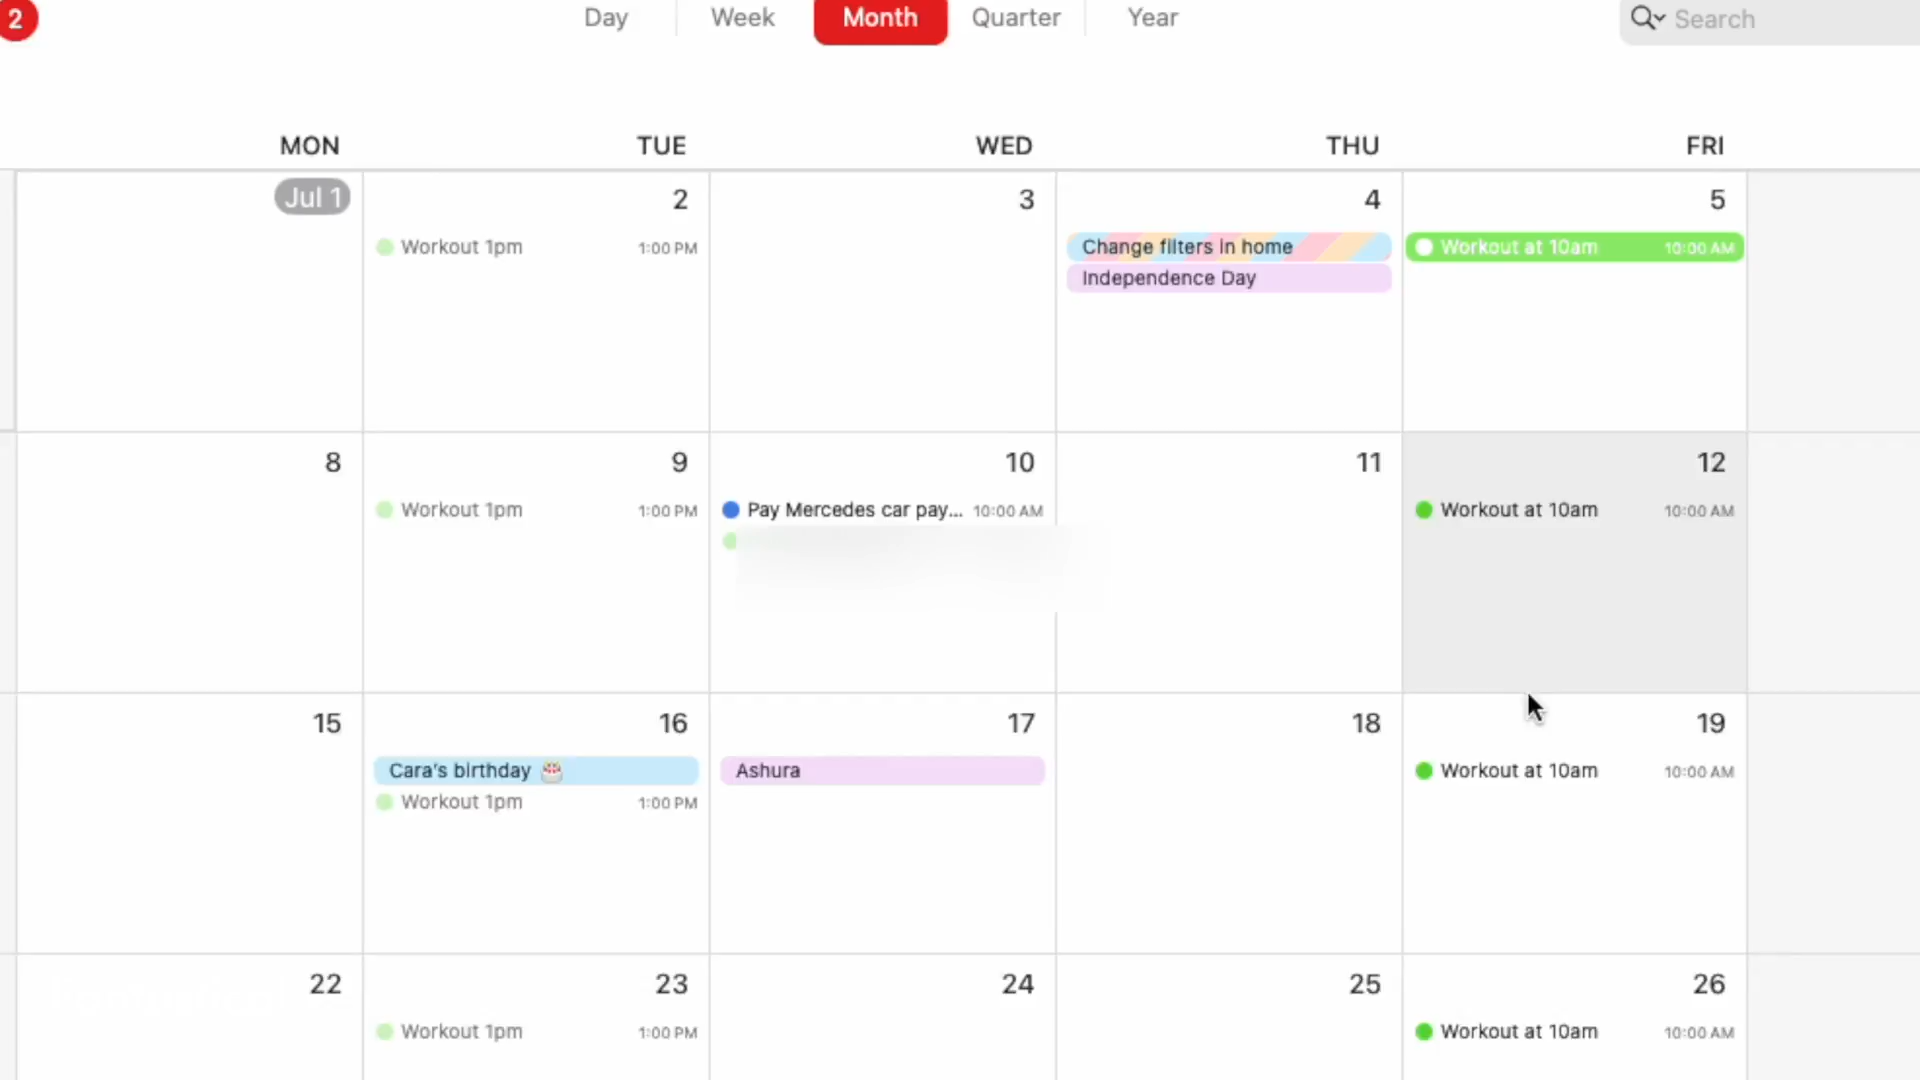 2
Day
Week
Month
Quarter
Year
Search
MON
TUE
WED
THU
FRI
Jul 1
2
Workout 1pm 1:00 PM
3
4
Change filters in home
Independence Day
5
Workout at 10am 10:00 AM
8
9
Workout 1pm 1:00 PM
10
Pay Mercedes car pay... 10:00 AM
11
12
Workout at 10am 10:00 AM
15
16
Cara's birthday 🎂
Workout 1pm 1:00 PM
17
Ashura
18
19
Workout at 10am 10:00 AM
22
23
Workout 1pm 1:00 PM
24
25
26
Workout at 10am 10:00 AM